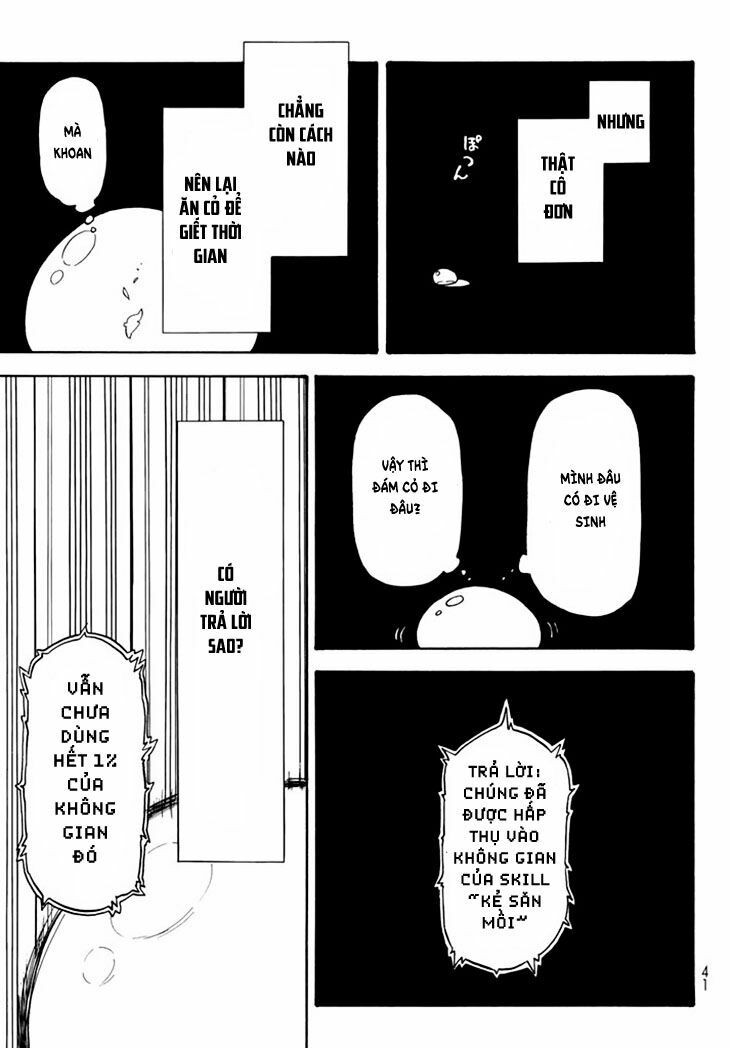 NHƯNG
THẬT
CÔ
ĐƠN
ぽつん
CHẲNG
CÒN CÁCH
NÀO
NÊN LẠI
ĂN CỎ ĐỂ
GIẾT THỜI
GIAN
MÀ
KHOAN
MÌNH ĐÂU
CÓ ĐI VỆ
SINH
VẬY THÌ
ĐÁM CỎ ĐI
ĐÂU?
TRẢ LỜI:
CHÚNG ĐÃ
ĐƯỢC HẤP
THỤ VÀO
KHÔNG GIAN
CỦA SKILL
"KẺ SĂN
MỒI"
CÓ
NGƯỜI
TRẢ LỜI
SAO?
VẪN
CHƯA
DÙNG
HẾT 1%
CỦA
KHÔNG
GIAN
ĐÓ
41